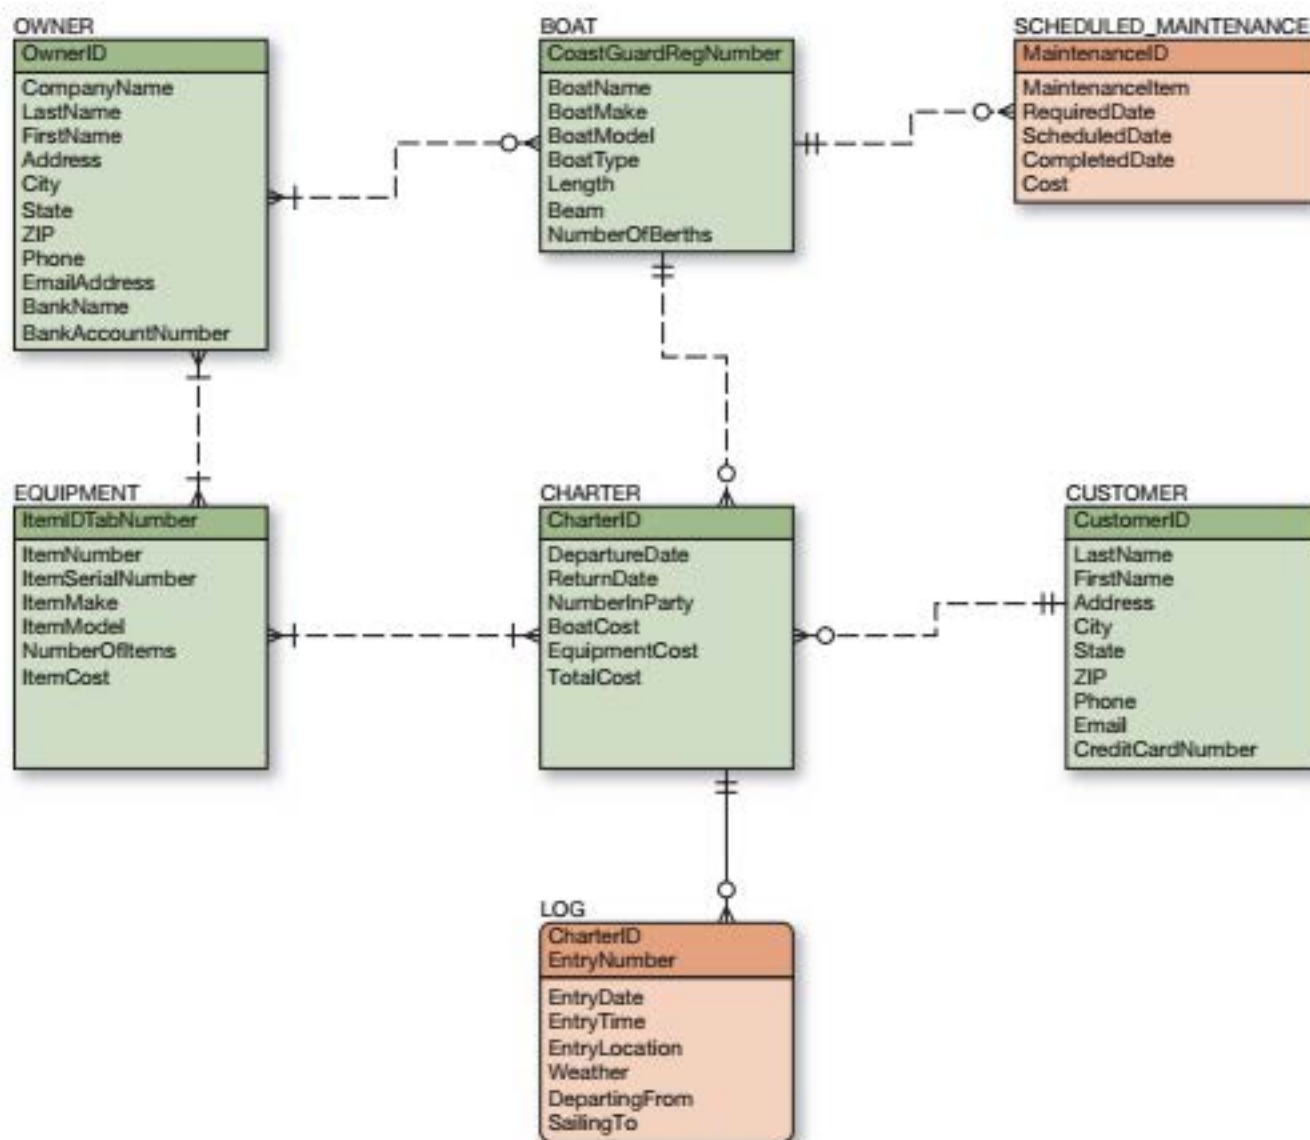 OWNER
OwnerID
CompanyName
LastName
FirstName
Address
City
State
ZIP
Phone
EmailAddress
BankName
BankAccountNumber
BOAT
CoastGuardRegNumber
BoatName
BoatMake
BoatModel
BoatType
Length
Beam
NumberOfBerths
SCHEDULED_MAINTENANCE
MaintenanceID
MaintenanceItem
RequiredDate
ScheduledDate
CompletedDate
Cost
EQUIPMENT
ItemIDTabNumber
ItemNumber
ItemSerialNumber
ItemMake
ItemModel
NumberOfItems
ItemCost
CHARTER
CharterID
DepartureDate
ReturnDate
NumberInParty
BoatCost
EquipmentCost
TotalCost
CUSTOMER
CustomerID
LastName
FirstName
Address
City
State
ZIP
Phone
Email
CreditCardNumber
LOG
CharterID
EntryNumber
EntryDate
EntryTime
EntryLocation
Weather
DepartingFrom
SailingTo